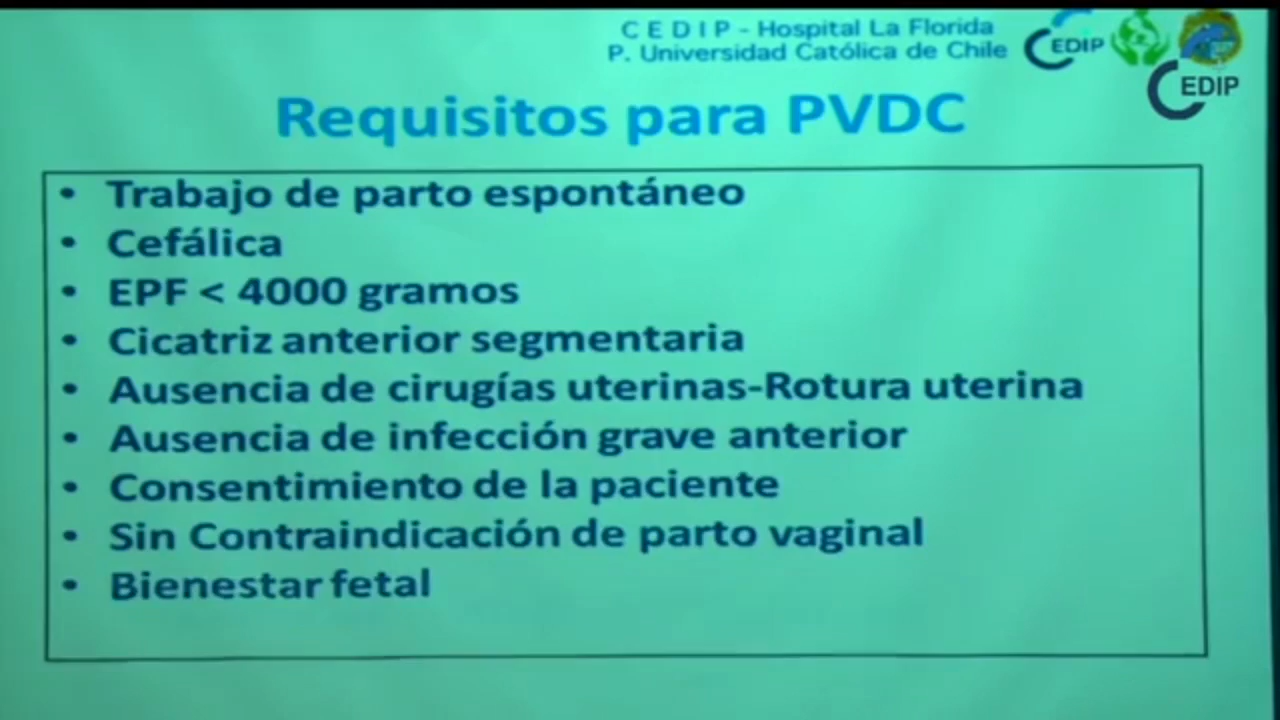 C E D I P - Hospital La Florida
P. Universidad Católica de Chile
EDIP
EDIP
Requisitos para PVDC
• Trabajo de parto espontáneo
• Cefálica
• EPF < 4000 gramos
• Cicatriz anterior segmentaria
• Ausencia de cirugías uterinas-Rotura uterina
• Ausencia de infección grave anterior
• Consentimiento de la paciente
• Sin Contraindicación de parto vaginal
• Bienestar fetal